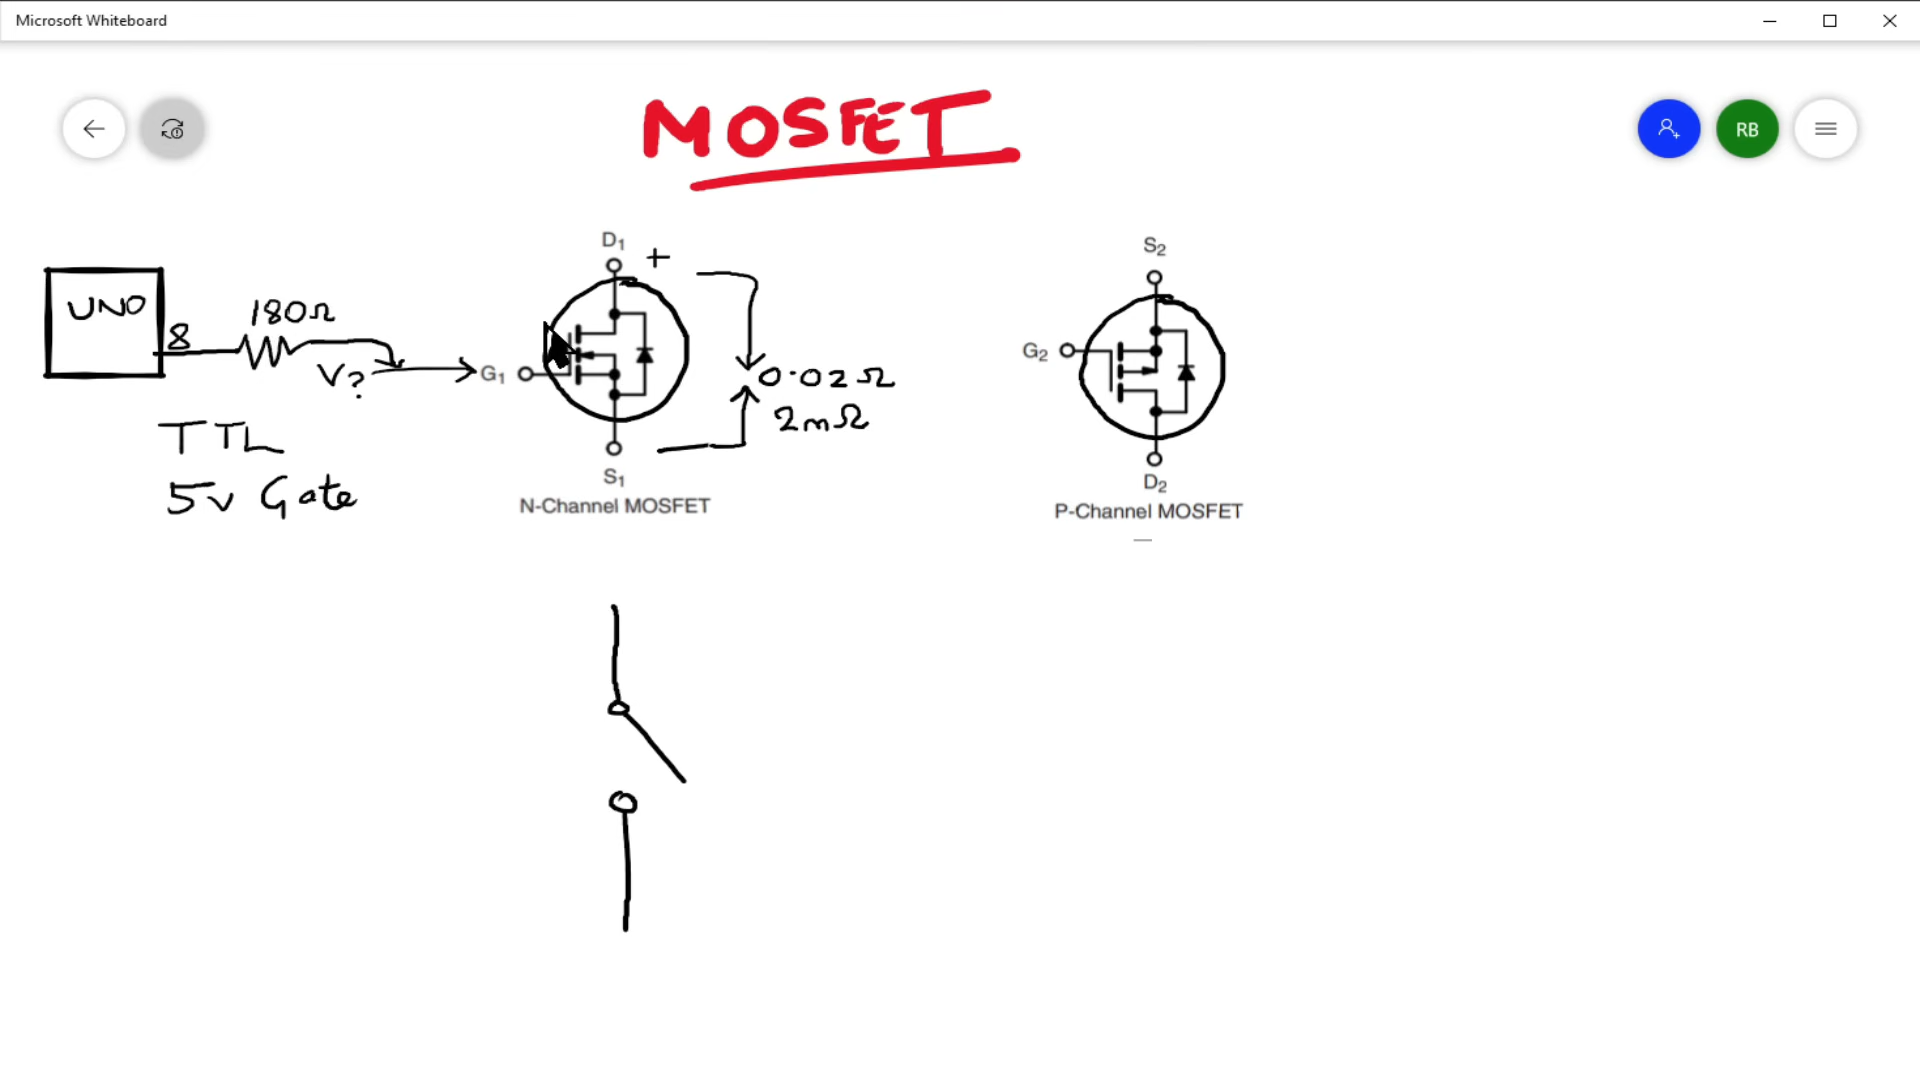 Microsoft Whiteboard
MOSFET
RB
UNO
8
180Ω
V?
TTL
5v Gate
D1
+
G1
S1
N-Channel MOSFET
0.02Ω
2mΩ
S2
G2
D2
P-Channel MOSFET